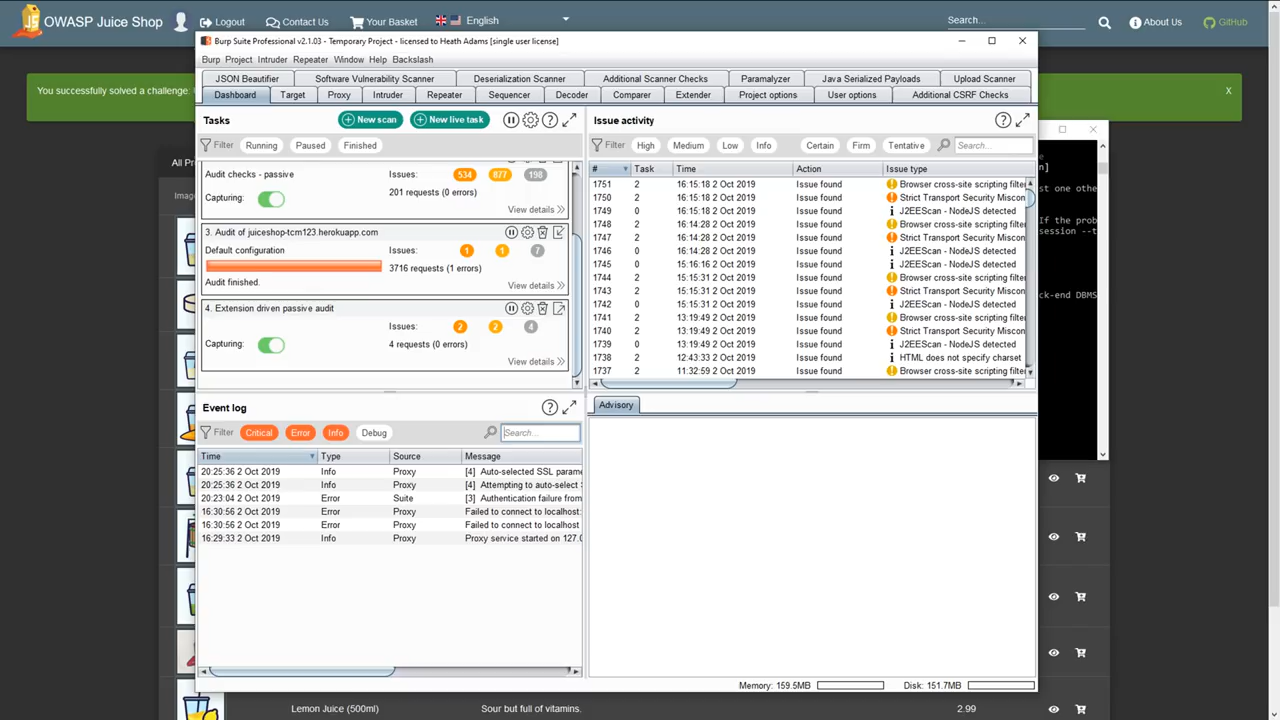 OWASP Juice Shop
Logout
Contact Us
Your Basket
English
Search...
About Us
GitHub
You successfully solved a challenge:
X
All Pr
Imag
Burp Suite Professional v2.1.03 - Temporary Project - licensed to Heath Adams [single user license]
Burp Project Intruder Repeater Window Help Backslash
JSON Beautifier Software Vulnerability Scanner Deserialization Scanner Additional Scanner Checks Paramalyzer Java Serialized Payloads Upload Scanner
Dashboard Target Proxy Intruder Repeater Sequencer Decoder Comparer Extender Project options User options Additional CSRF Checks
Tasks
New scan
New live task
Filter Running Paused Finished
Audit checks - passive
Issues: 534 877 198
201 requests (0 errors)
Capturing:
View details
3. Audit of juiceshop-tcm123.herokuapp.com
Default configuration
Issues: 1 1 7
3716 requests (1 errors)
Audit finished.
View details
4. Extension driven passive audit
Issues: 2 2 4
Capturing:
4 requests (0 errors)
View details
Issue activity
Filter High Medium Low Info Certain Firm Tentative Search...
# Task Time Action Issue type
1751 2 16:15:18 2 Oct 2019 Issue found Browser cross-site scripting filter
1750 2 16:15:18 2 Oct 2019 Issue found Strict Transport Security Miscon
1749 0 16:15:18 2 Oct 2019 Issue found J2EEScan - NodeJS detected
1748 2 16:14:28 2 Oct 2019 Issue found Browser cross-site scripting filter
1747 2 16:14:28 2 Oct 2019 Issue found Strict Transport Security Miscon
1746 0 16:14:28 2 Oct 2019 Issue found J2EEScan - NodeJS detected
1745 0 15:16:16 2 Oct 2019 Issue found J2EEScan - NodeJS detected
1744 2 15:15:31 2 Oct 2019 Issue found Browser cross-site scripting filter
1743 2 15:15:31 2 Oct 2019 Issue found Strict Transport Security Miscon
1742 0 15:15:31 2 Oct 2019 Issue found J2EEScan - NodeJS detected
1741 2 13:19:49 2 Oct 2019 Issue found Browser cross-site scripting filter
1740 2 13:19:49 2 Oct 2019 Issue found Strict Transport Security Miscon
1739 0 13:19:49 2 Oct 2019 Issue found J2EEScan - NodeJS detected
1738 2 12:43:33 2 Oct 2019 Issue found HTML does not specify charset
1737 2 11:32:59 2 Oct 2019 Issue found Browser cross-site scripting filter
Event log
Filter Critical Error Info Debug Search...
Time Type Source Message
20:25:36 2 Oct 2019 Info Proxy [4] Auto-selected SSL parame
20:25:36 2 Oct 2019 Info Proxy [4] Attempting to auto-select
20:23:04 2 Oct 2019 Error Suite [3] Authentication failure from
16:30:56 2 Oct 2019 Error Proxy Failed to connect to localhost:
16:30:56 2 Oct 2019 Error Proxy Failed to connect to localhost
16:29:33 2 Oct 2019 Info Proxy Proxy service started on 127.0
Advisory
Memory: 159.5MB
Disk: 151.7MB
n]
st one othe
If the prob
session --t
ck-end DBMS
Lemon Juice (500ml)
Sour but full of vitamins.
2.99